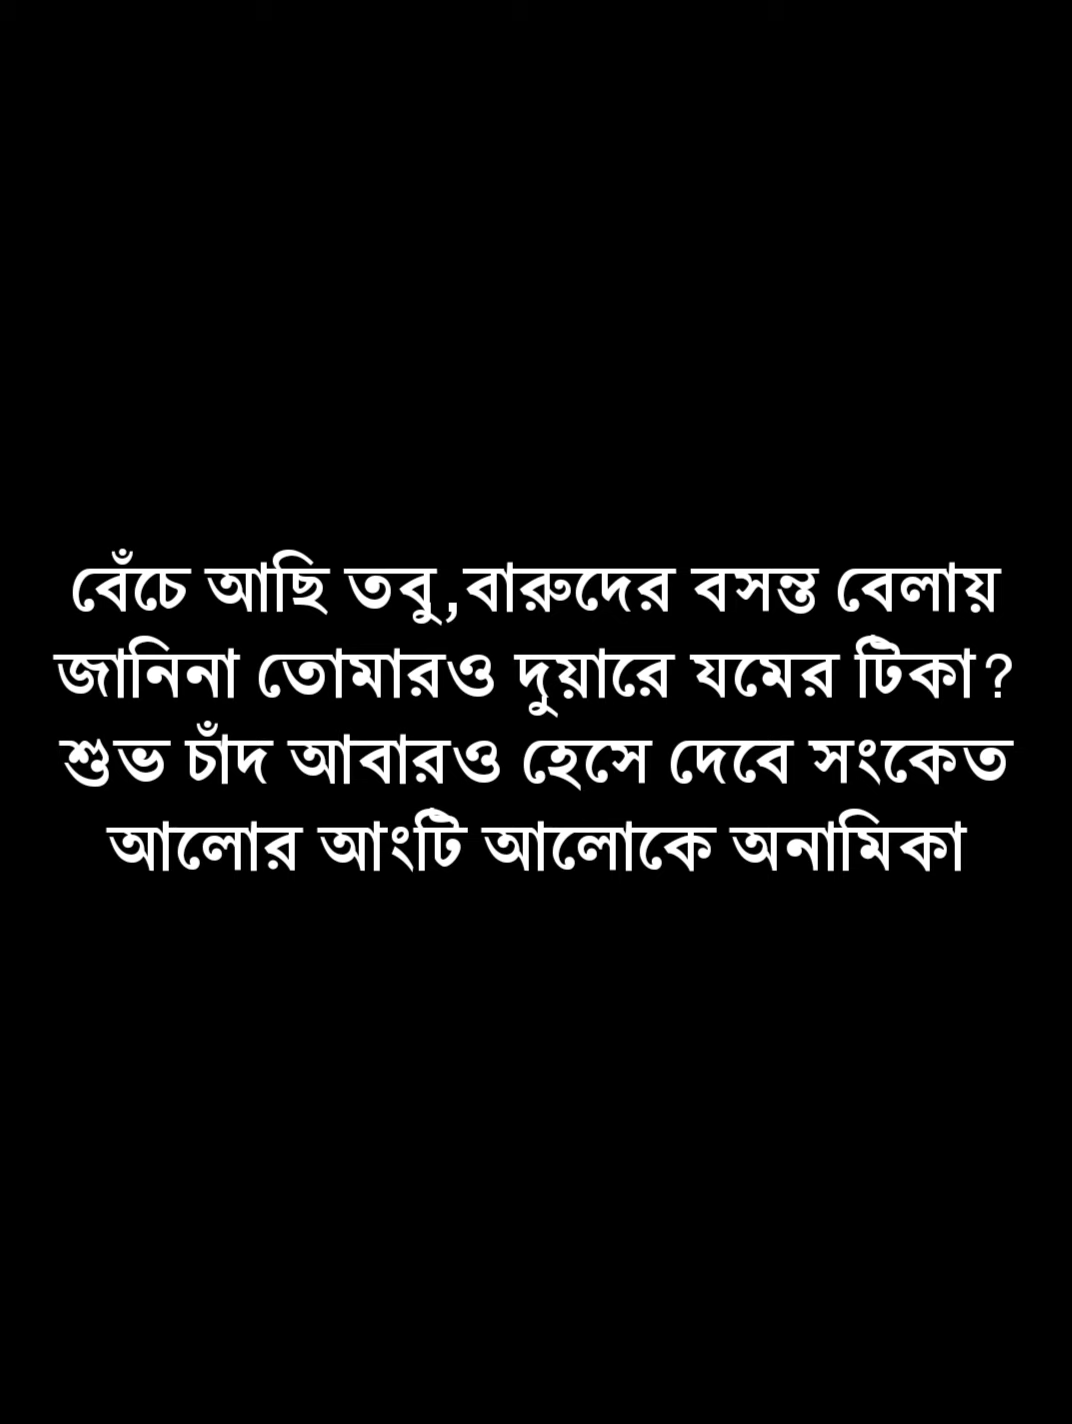 বেঁচে আছি তবু,বারুদের বসন্ত বেলায়
জানিনা তোমারও দুয়ারে যমের টিকা?
শুভ চাঁদ আবারও হেসে দেবে সংকেত
আলোর আংটি আলোকে অনামিকা